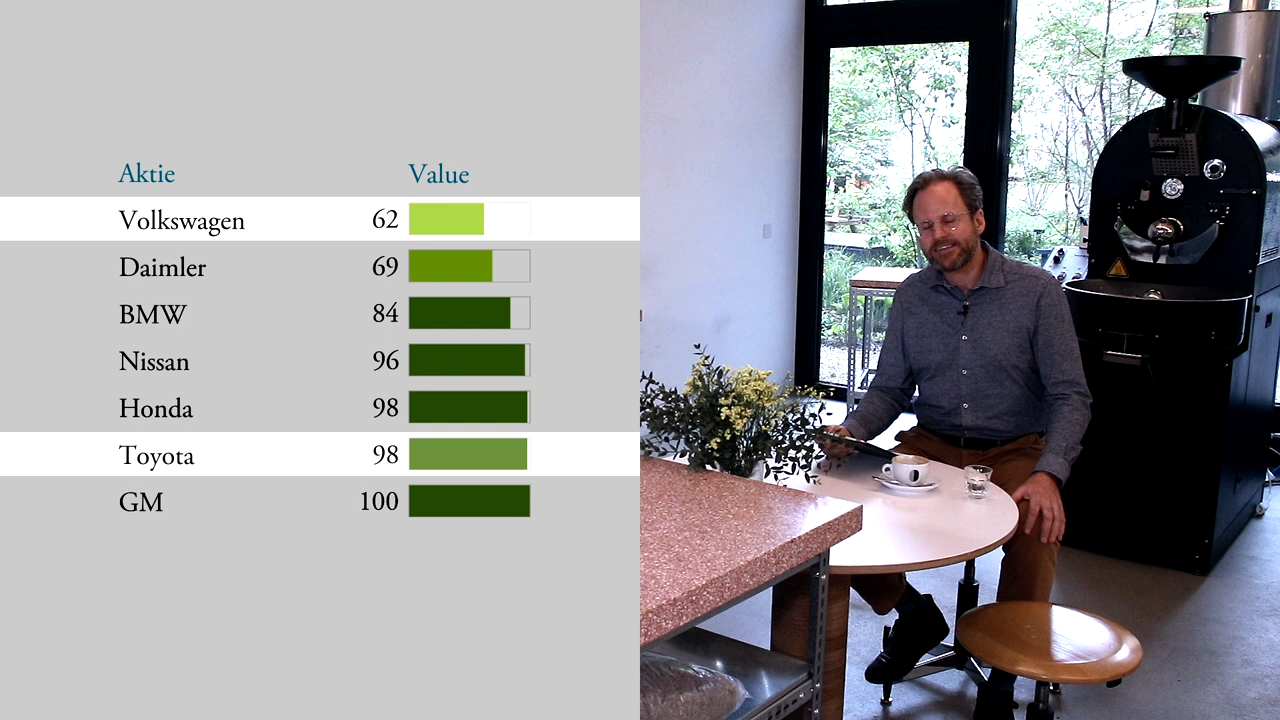 Aktie Value
Volkswagen 62
Daimler 69
BMW 84
Nissan 96
Honda 98
Toyota 98
GM 100